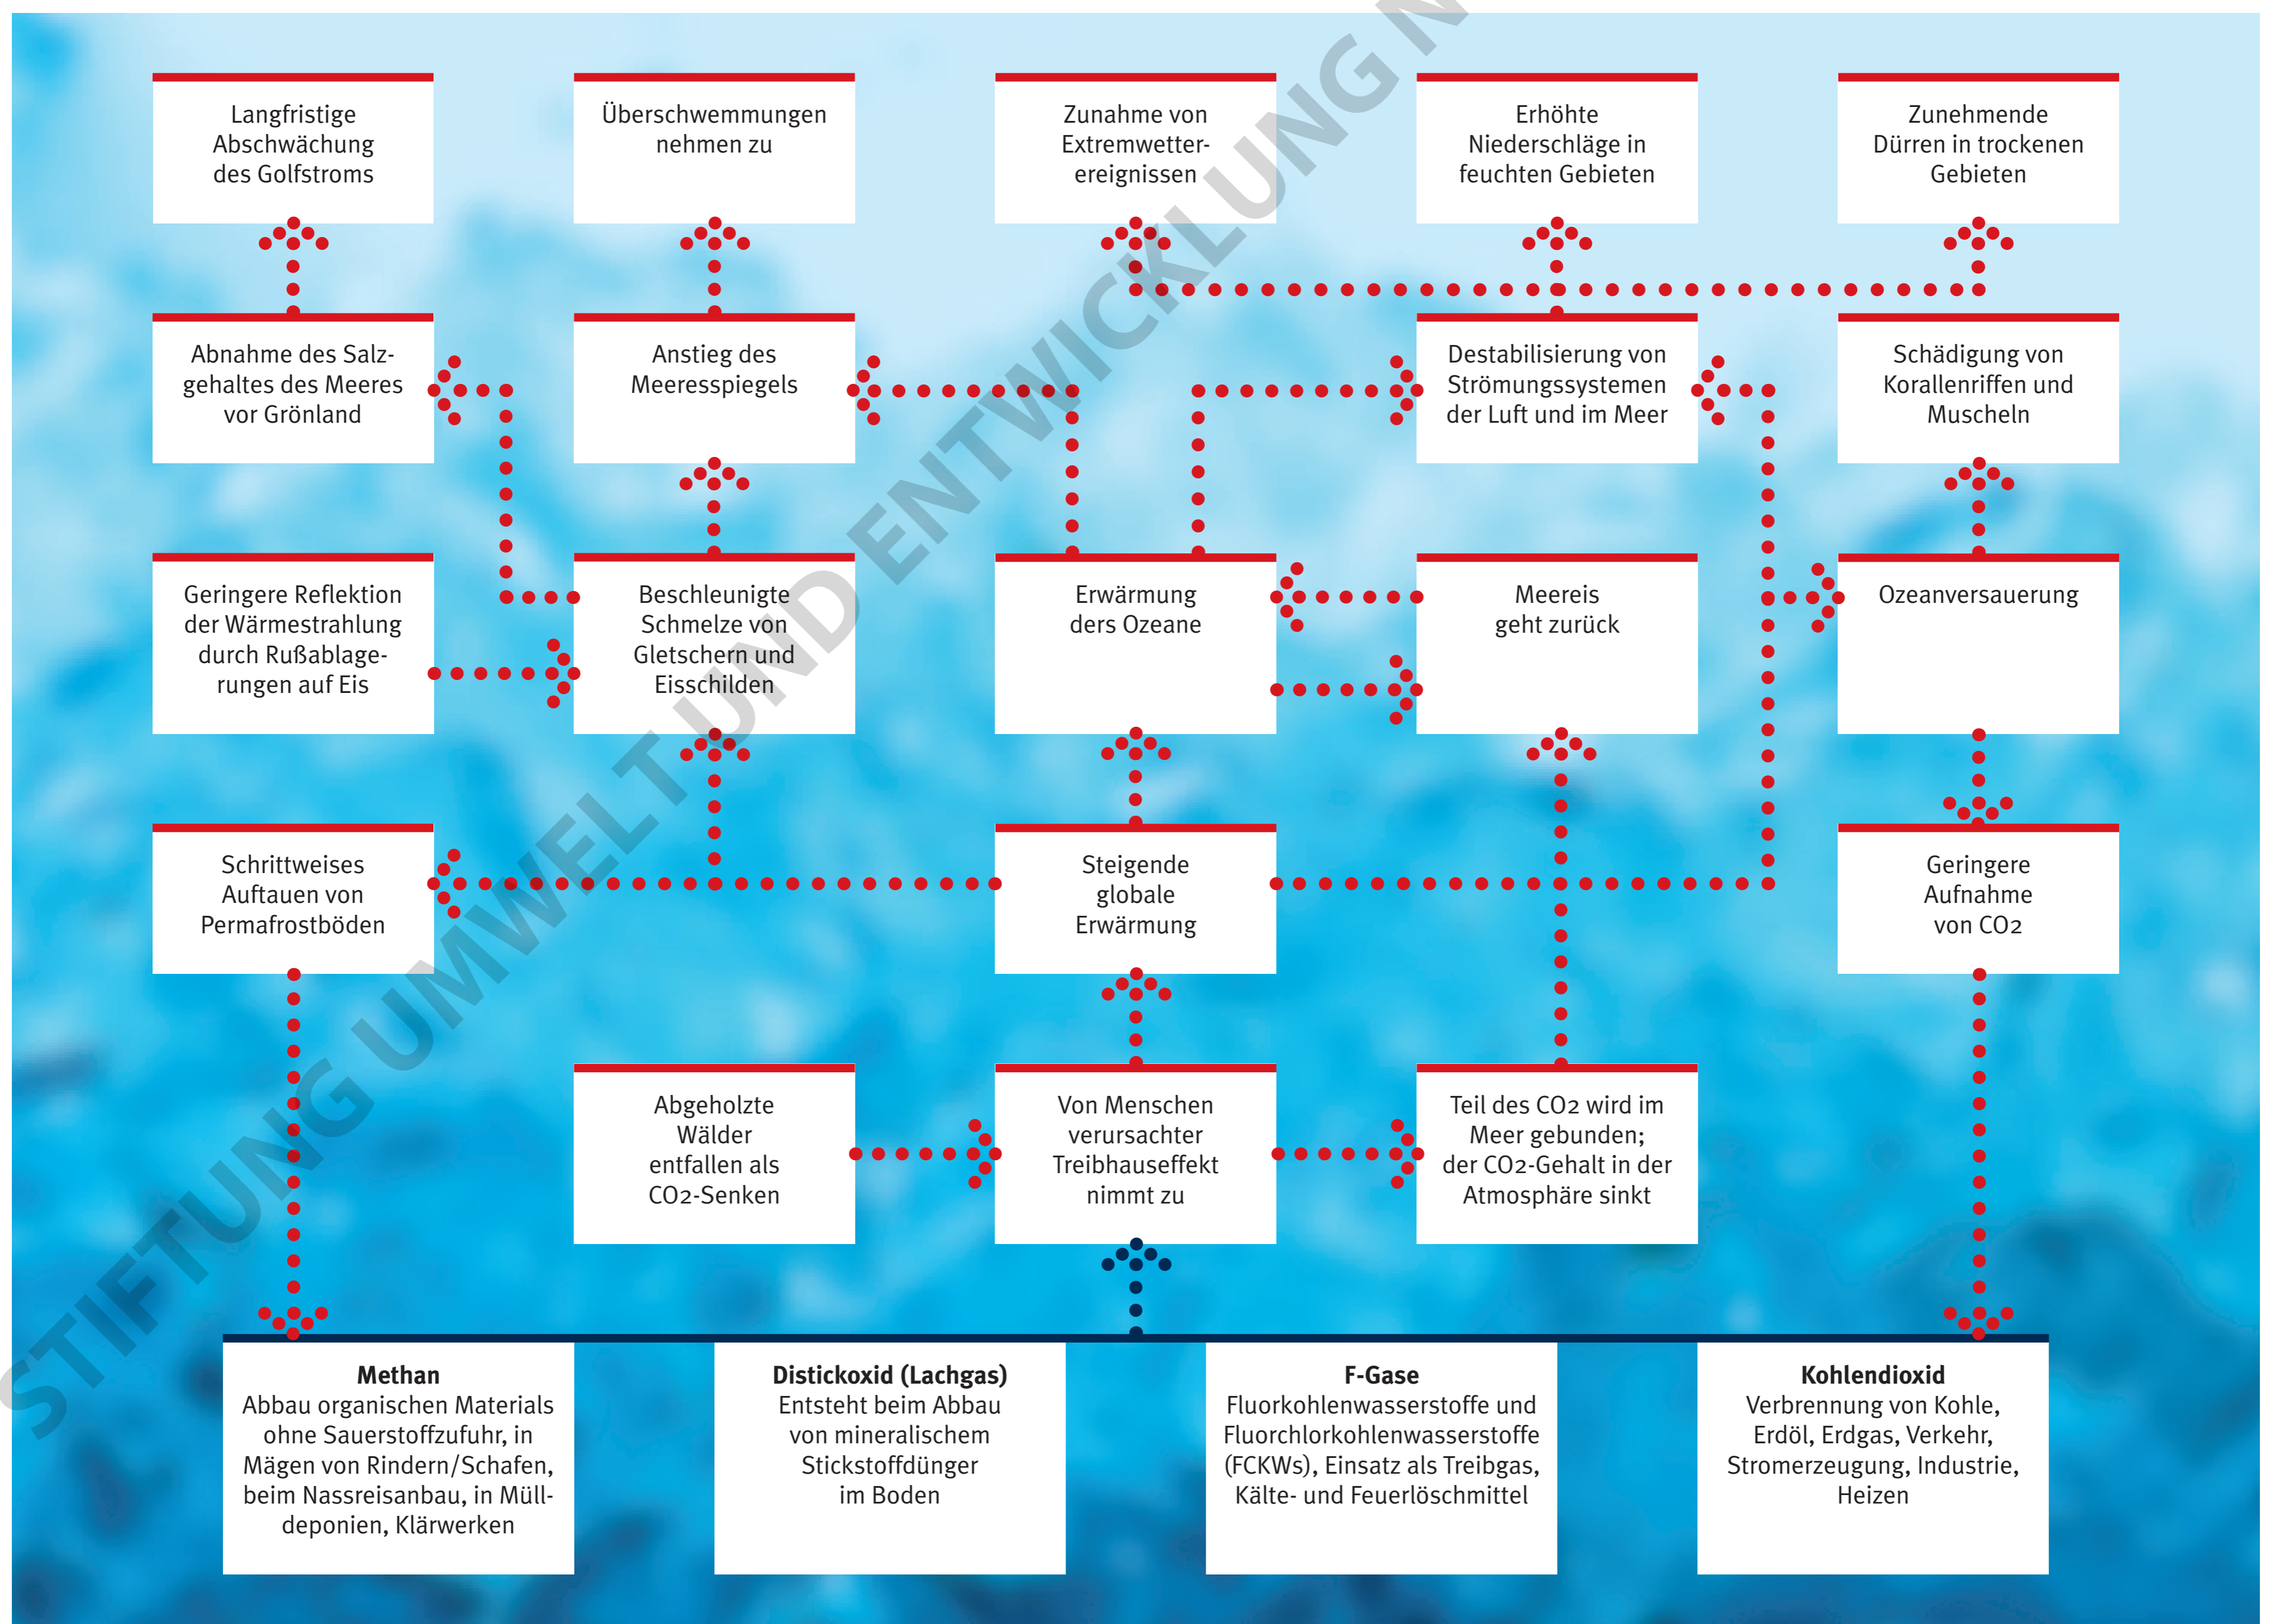 Langfristige
Abschwächung
des Golfstroms
Überschwemmungen
nehmen zu
Zunahme von
Extremwetter-
ereignissen
Erhöhte
Niederschläge in
feuchten Gebieten
Zunehmende
Dürren in trockenen
Gebieten
Abnahme des Salz-
gehaltes des Meeres
vor Grönland
Anstieg des
Meeresspiegels
Destabilisierung von
Strömungssystemen
der Luft und im Meer
Schädigung von
Korallenriffen und
Muscheln
Geringere Reflektion
der Wärmestrahlung
durch Rußablage-
rungen auf Eis
Beschleunigte
Schmelze von
Gletschern und
Eisschilden
Erwärmung
ders Ozeane
Meereis
geht zurück
Ozeanversauerung
Schrittweises
Auftauen von
Permafrostböden
Steigende
globale
Erwärmung
Geringere
Aufnahme
von CO2
Abgeholzte
Wälder
entfallen als
CO2-Senken
Von Menschen
verursachter
Treibhauseffekt
nimmt zu
Teil des CO2 wird im
Meer gebunden;
der CO2-Gehalt in der
Atmosphäre sinkt
Methan
Abbau organischen Materials
ohne Sauerstoffzufuhr, in
Mägen von Rindern/Schafen,
beim Nassreisanbau, in Müll-
deponien, Klärwerken
Distickoxid (Lachgas)
Entsteht beim Abbau
von mineralischem
Stickstoffdünger
im Boden
F-Gase
Fluorkohlenwasserstoffe und
Fluorchlorkohlenwasserstoffe
(FCKWs), Einsatz als Treibgas,
Kälte- und Feuerlöschmittel
Kohlendioxid
Verbrennung von Kohle,
Erdöl, Erdgas, Verkehr,
Stromerzeugung, Industrie,
Heizen
STIFTUNG UMWELT UND ENTWICKLUNG